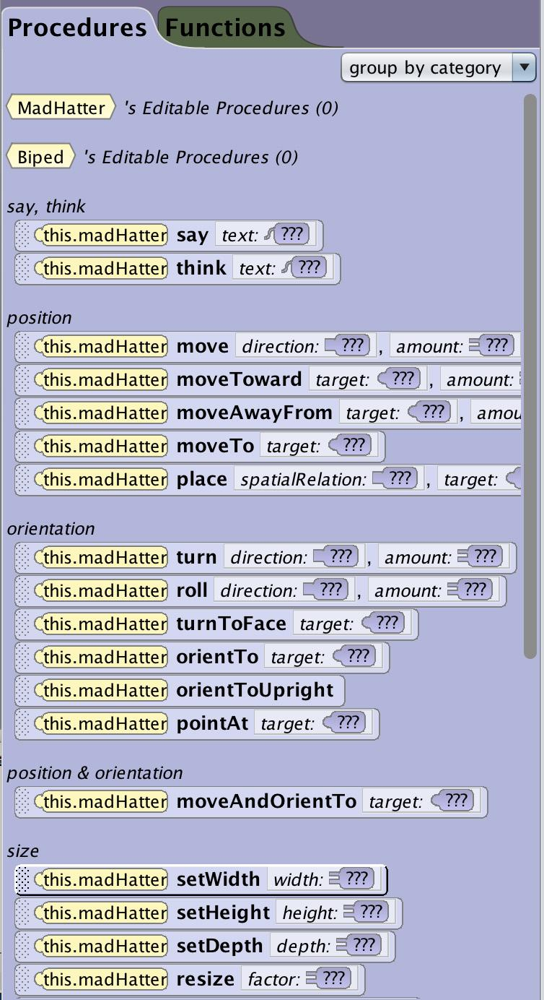 Procedures Functions
group by category
MadHatter 's Editable Procedures (0)
Biped 's Editable Procedures (0)
say, think
this.madHatter say text: ???
this.madHatter think text: ???
position
this.madHatter move direction: ???, amount: ???
this.madHatter moveToward target: ???, amount:
this.madHatter moveAwayFrom target: ???, amou
this.madHatter moveTo target: ???
this.madHatter place spatialRelation: ???, target:
orientation
this.madHatter turn direction: ???, amount: ???
this.madHatter roll direction: ???, amount: ???
this.madHatter turnToFace target: ???
this.madHatter orientTo target: ???
this.madHatter orientToUpright
this.madHatter pointAt target: ???
position & orientation
this.madHatter moveAndOrientTo target: ???
size
this.madHatter setWidth width: ???
this.madHatter setHeight height: ???
this.madHatter setDepth depth: ???
this.madHatter resize factor: ???